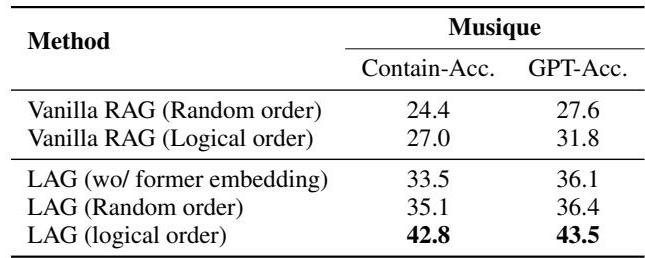 Method Musique
Contain-Acc. GPT-Acc.
Vanilla RAG (Random order) 24.4 27.6
Vanilla RAG (Logical order) 27.0 31.8
LAG (wo/ former embedding) 33.5 36.1
LAG (Random order) 35.1 36.4
LAG (logical order) 42.8 43.5